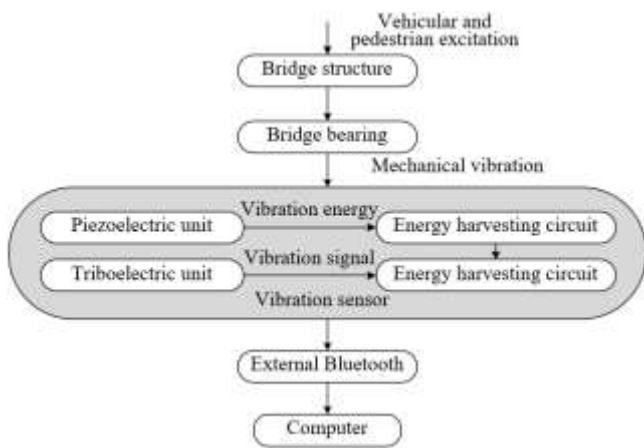 Vehicular and
pedestrian excitation
Bridge structure
Bridge bearing
Mechanical vibration
Vibration energy
Piezoelectric unit
Energy harvesting circuit
Vibration signal
Triboelectric unit
Energy harvesting circuit
Vibration sensor
External Bluetooth
Computer